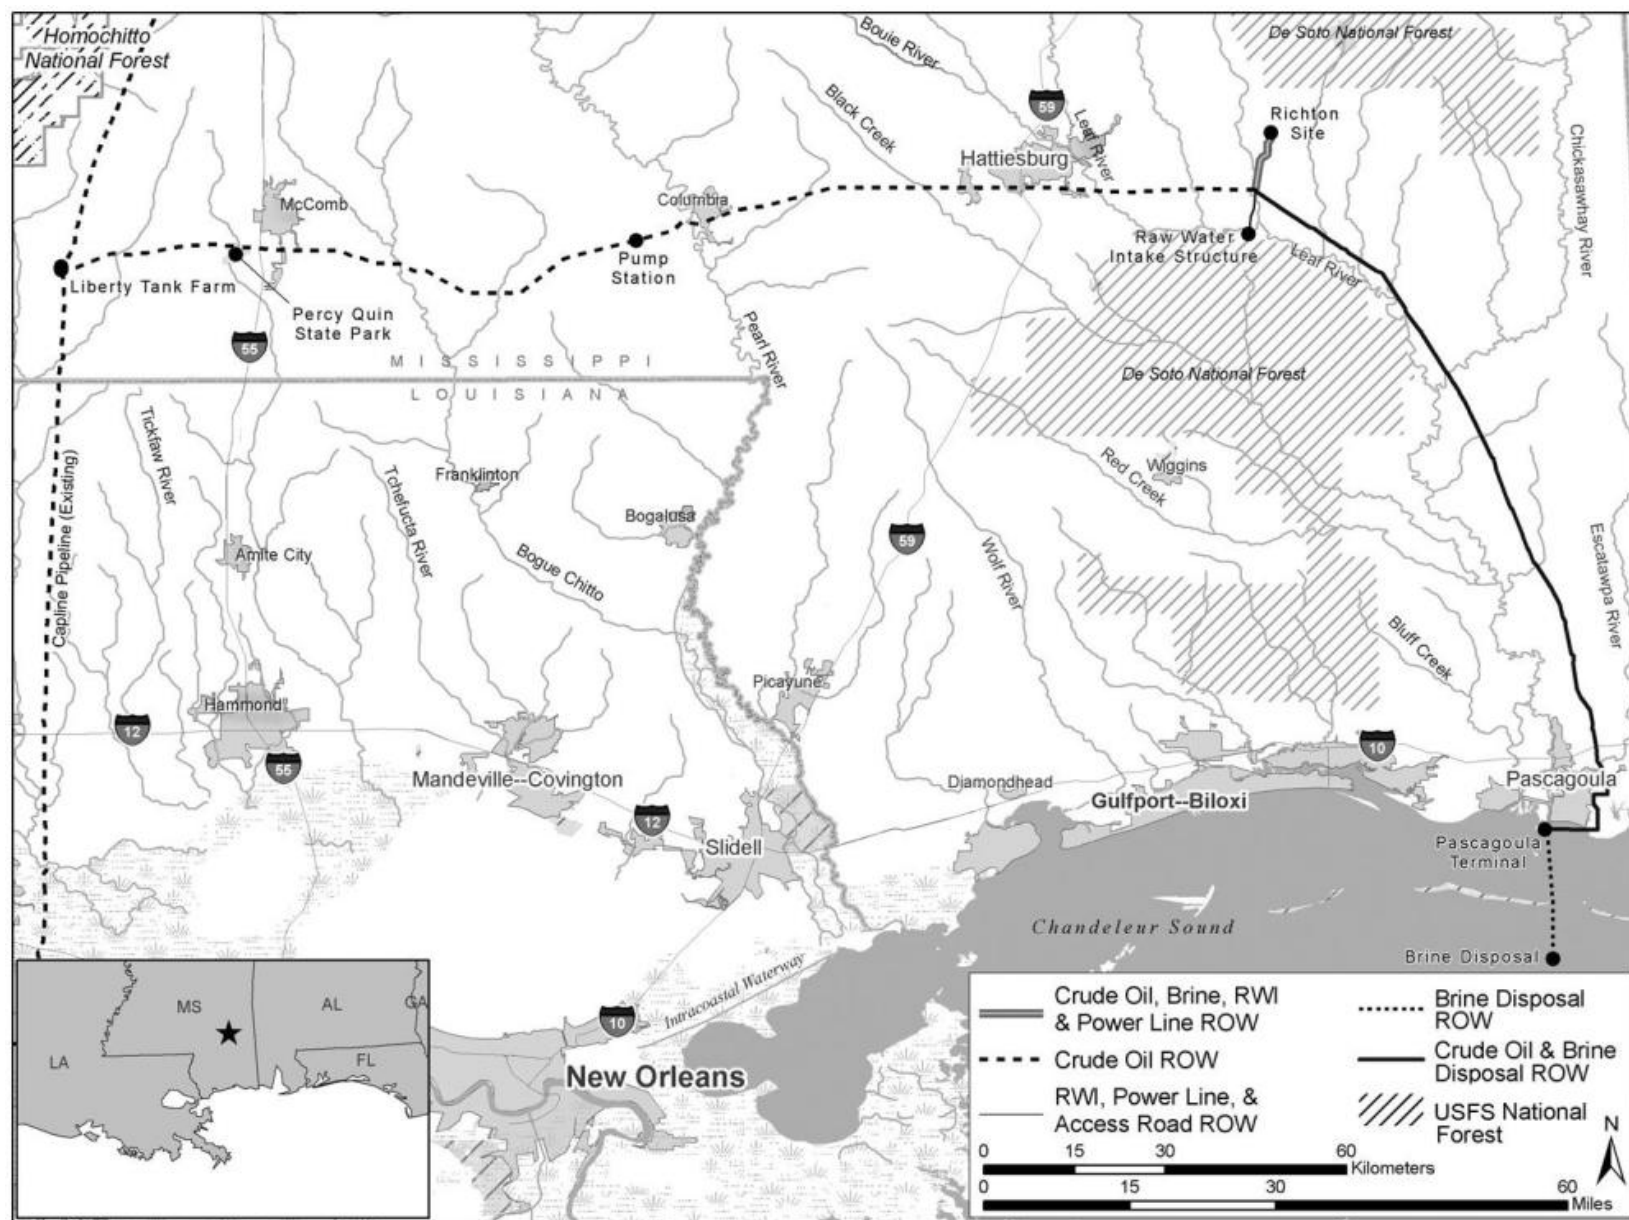 Homochitto
National Forest
Bouie River
De Soto National Forest
59
Black Creek
Leaf River
Richton
Site
Chickasawhay River
Hattiesburg
McComb
Columbia
Raw Water
Intake Structure
Leaf River
Pump
Station
Liberty Tank Farm
Percy Quin
State Park
55
Pearl River
MISSISSIPPI
LOUISIANA
De Soto National Forest
Tickfaw River
Tchefucta River
Franklinton
Red Creek
Wiggins
Capline Pipeline (Existing)
Bogalusa
59
Wolf River
Escatawpa River
Amite City
Bogue Chitto
Bluff Creek
Picayune
Hammond
12
55
10
Mandeville--Covington
Diamondhead
Pascagoula
Gulfport--Biloxi
12
Slidell
Pascagoula
Terminal
Chandeleur Sound
Brine Disposal
Intracoastal Waterway
10
New Orleans
MS
AL
GA
LA
FL
Crude Oil, Brine, RWI
& Power Line ROW
Crude Oil ROW
RWI, Power Line, &
Access Road ROW
Brine Disposal
ROW
Crude Oil & Brine
Disposal ROW
USFS National
Forest
N
0 15 30 60
Kilometers
0 15 30 60
Miles